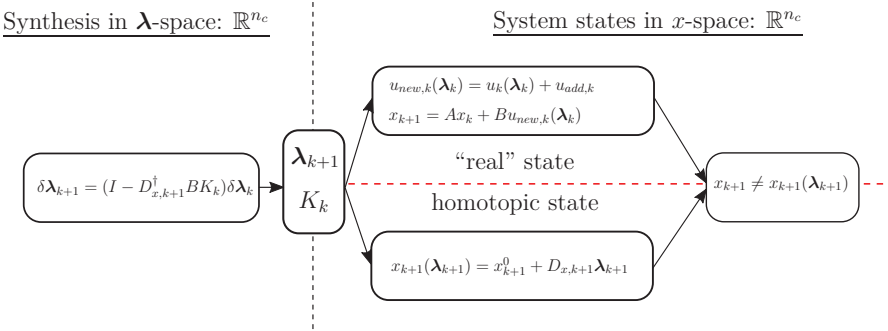 Synthesis in λ-space: ℝ^{n_c}
System states in x-space: ℝ^{n_c}
δλ_{k+1} = (I − D^†_{x,k+1}BK_k)δλ_k
λ_{k+1}
K_k
u_{new,k}(λ_k) = u_k(λ_k) + u_{add,k}
x_{k+1} = Ax_k + Bu_{new,k}(λ_k)
“real” state
homotopic state
x_{k+1}(λ_{k+1}) = x^0_{k+1} + D_{x,k+1}λ_{k+1}
x_{k+1} ≠ x_{k+1}(λ_{k+1})